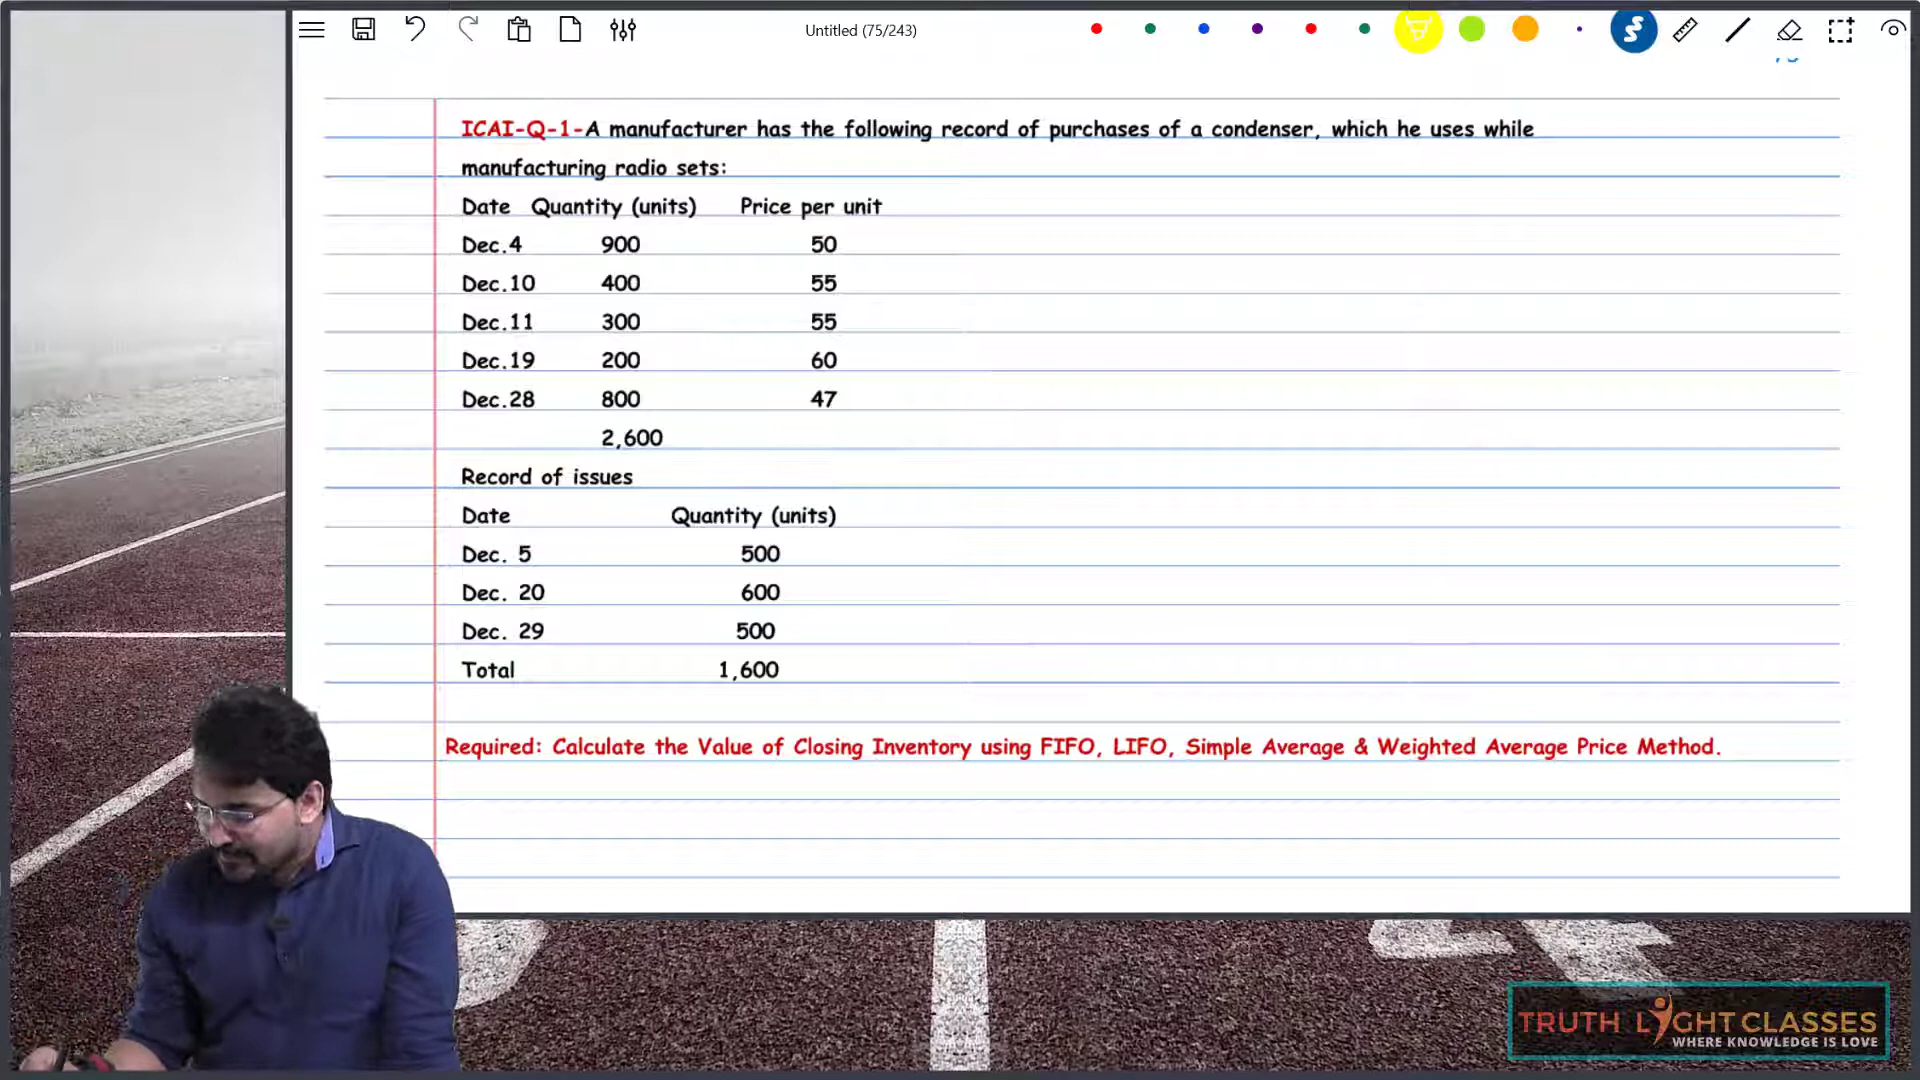 Untitled (75/243)
ICAI-Q-1-A manufacturer has the following record of purchases of a condenser, which he uses while
manufacturing radio sets:
Date Quantity (units) Price per unit
Dec.4 900 50
Dec.10 400 55
Dec.11 300 55
Dec.19 200 60
Dec.28 800 47
2,600
Record of issues
Date Quantity (units)
Dec. 5 500
Dec. 20 600
Dec. 29 500
Total 1,600
Required: Calculate the Value of Closing Inventory using FIFO, LIFO, Simple Average & Weighted Average Price Method.
TRUTH LIGHT CLASSES
WHERE KNOWLEDGE IS LOVE